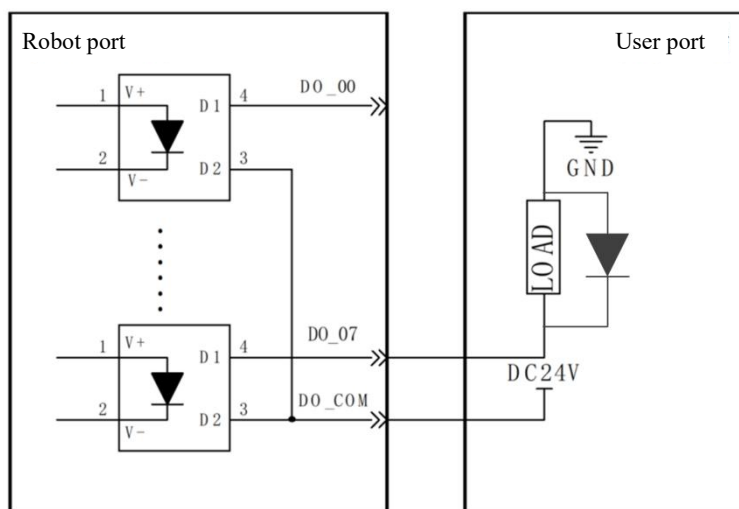 Robot port
User port
DO_00
1
V+
D1
4
2
V-
D2
3
GND
LOAD
DO_07
1
V+
D1
4
DC24V
DO_COM
2
V-
D2
3